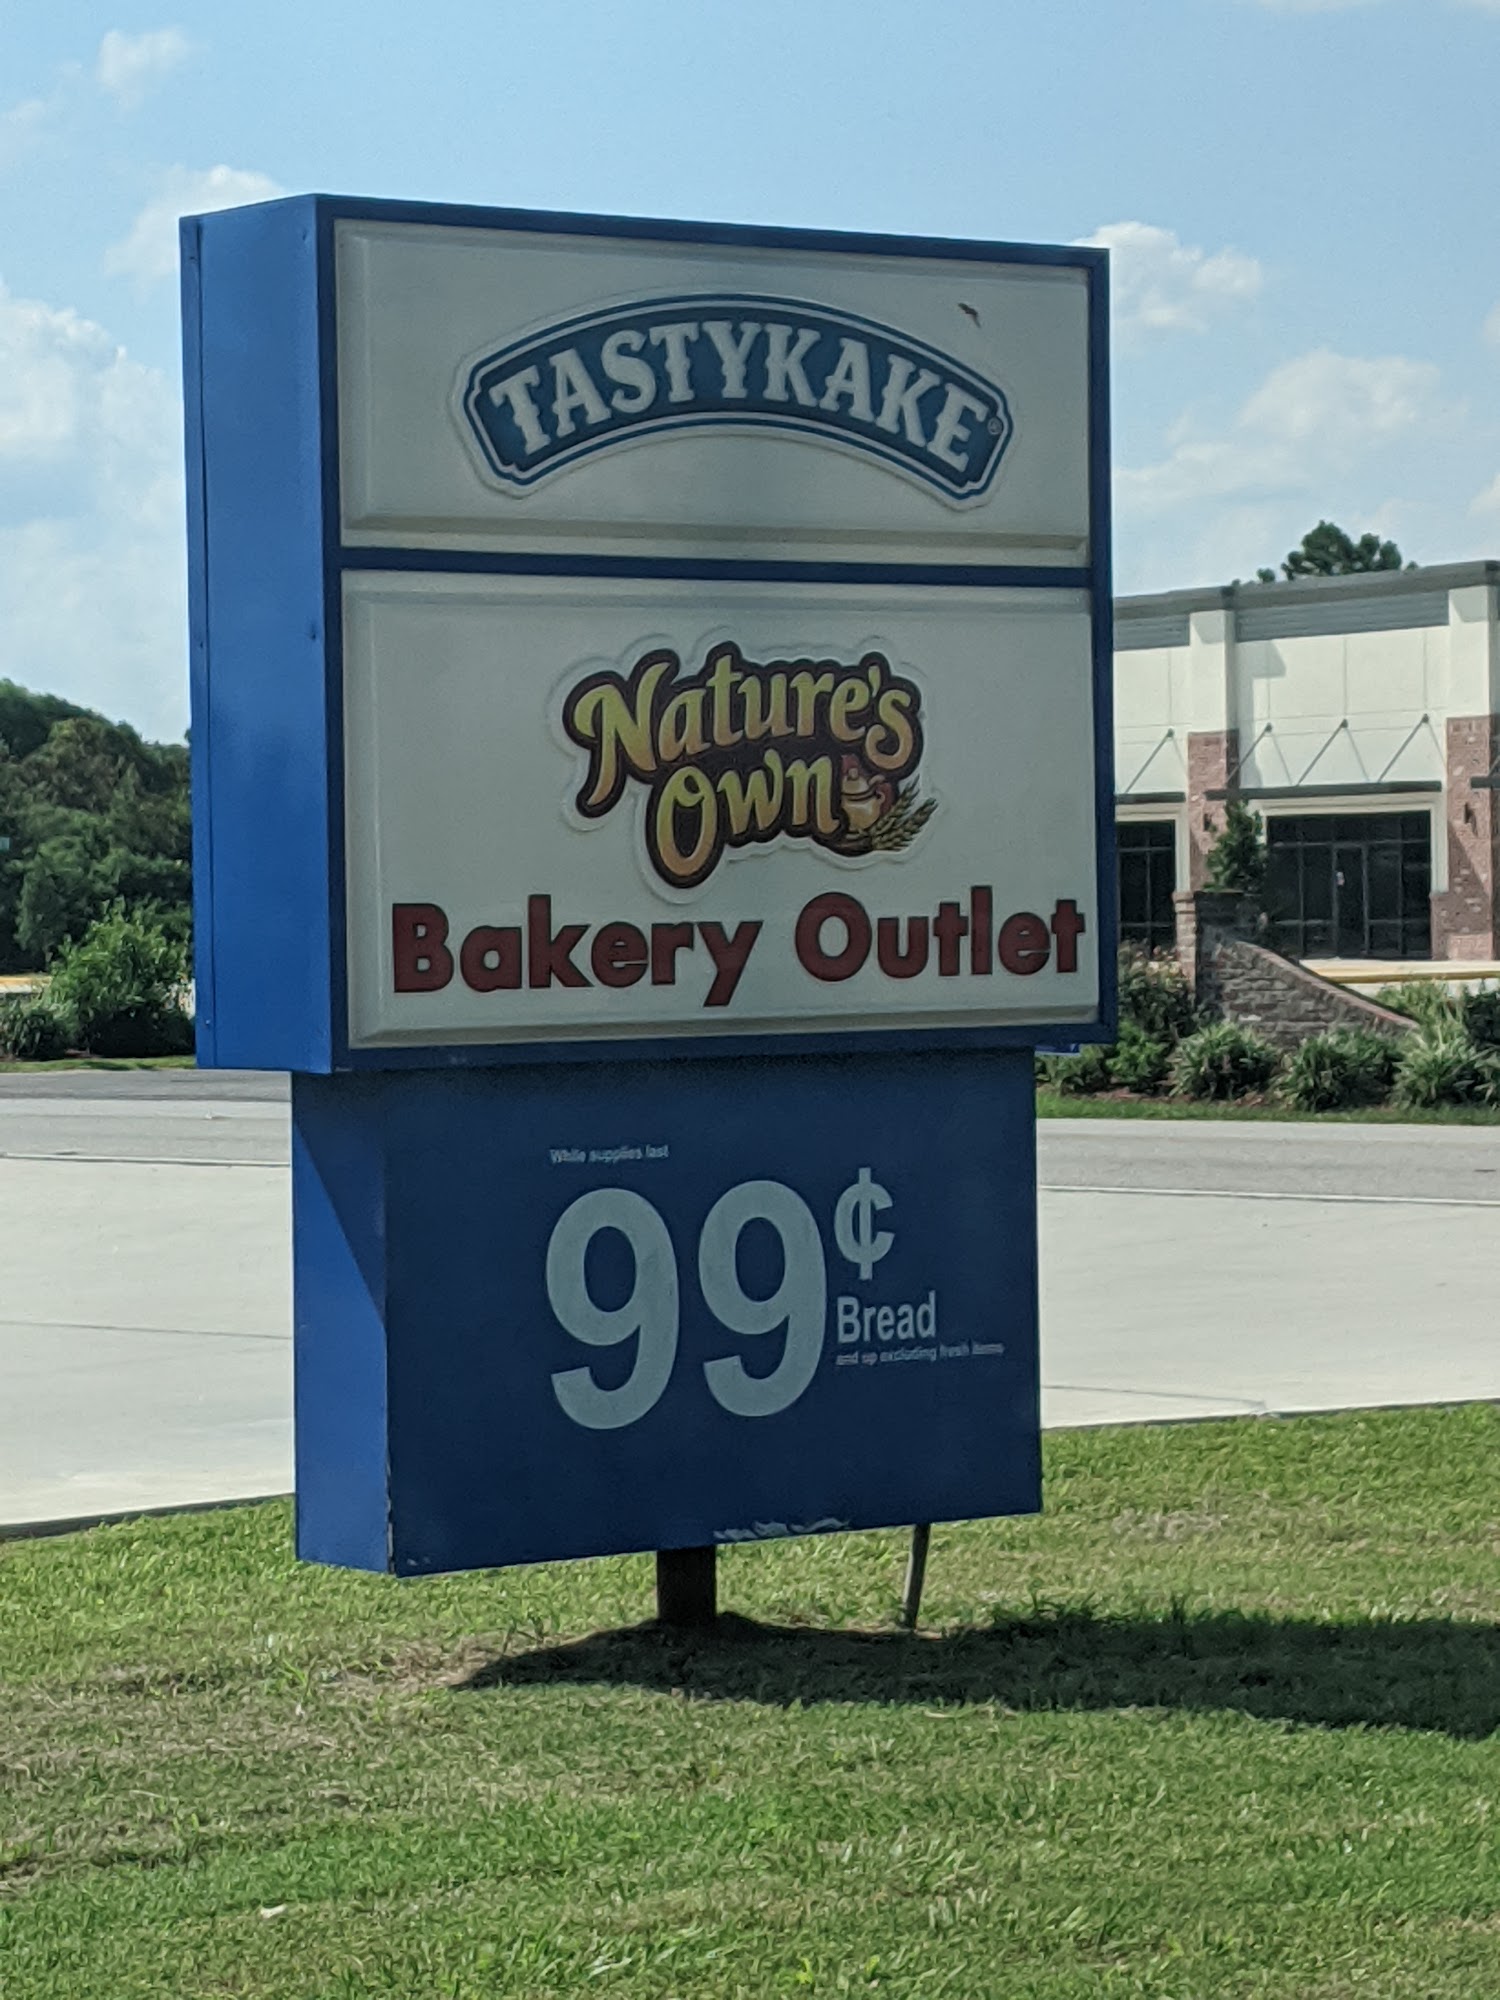 TASTYKAKE®
Nature's
Own
Bakery Outlet
While supplies last
99¢
Bread
and up excluding fresh items